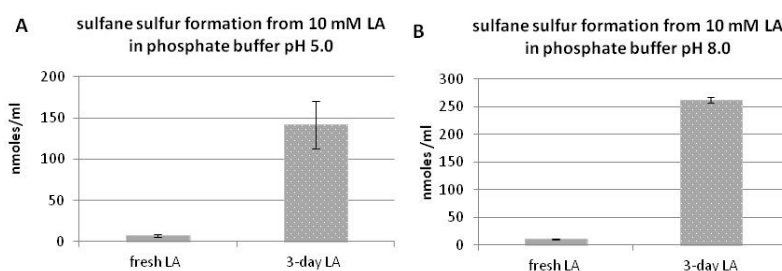 A
sulfane sulfur formation from 10 mM LA
in phosphate buffer pH 5.0
200
150
100
50
0
nmoles/ml
fresh LA
3-day LA
B
sulfane sulfur formation from 10 mM LA
in phosphate buffer pH 8.0
300
250
200
150
100
50
0
nmoles /ml
fresh LA
3-day LA